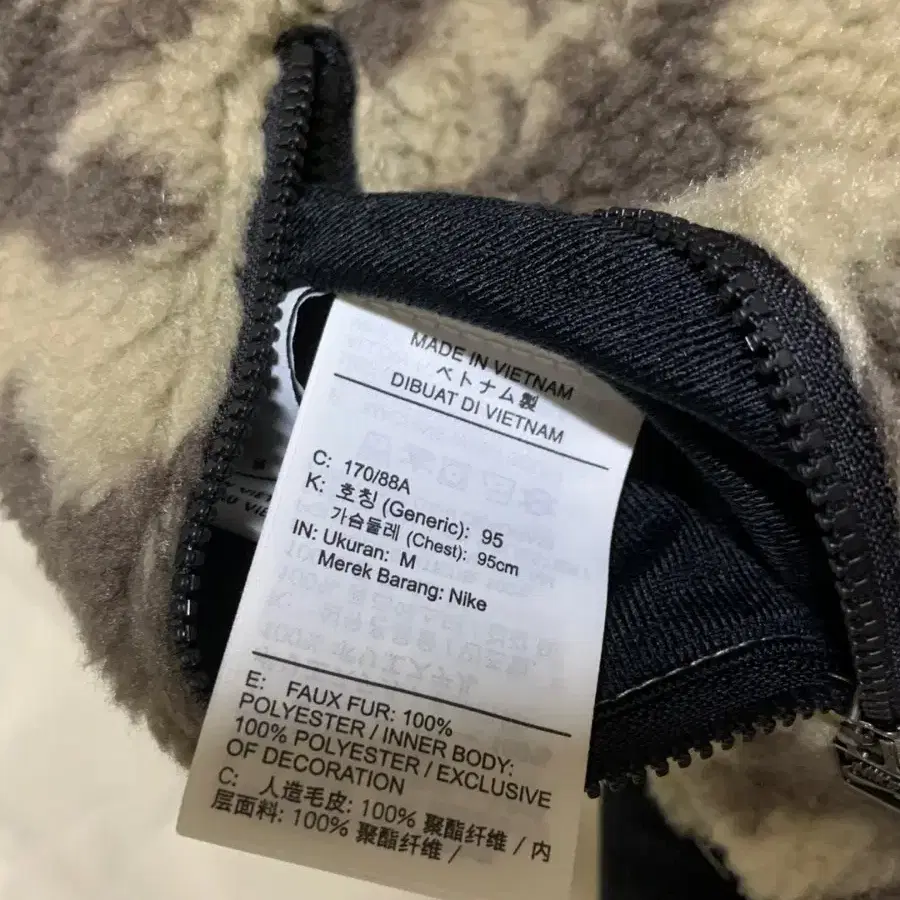 MADE IN VIETNAM
ベトナム製
DIBUAT DI VIETNAM
C: 170/88A
K: 호칭 (Generic): 95
가슴둘레 (Chest): 95cm
IN: Ukuran: M
Merek Barang: Nike
E: FAUX FUR: 100%
POLYESTER / INNER BODY:
100% POLYESTER / EXCLUSIVE
OF DECORATION
C: 人造毛皮: 100% 聚酯纤维 / 内
层面料: 100% 聚酯纤维 /